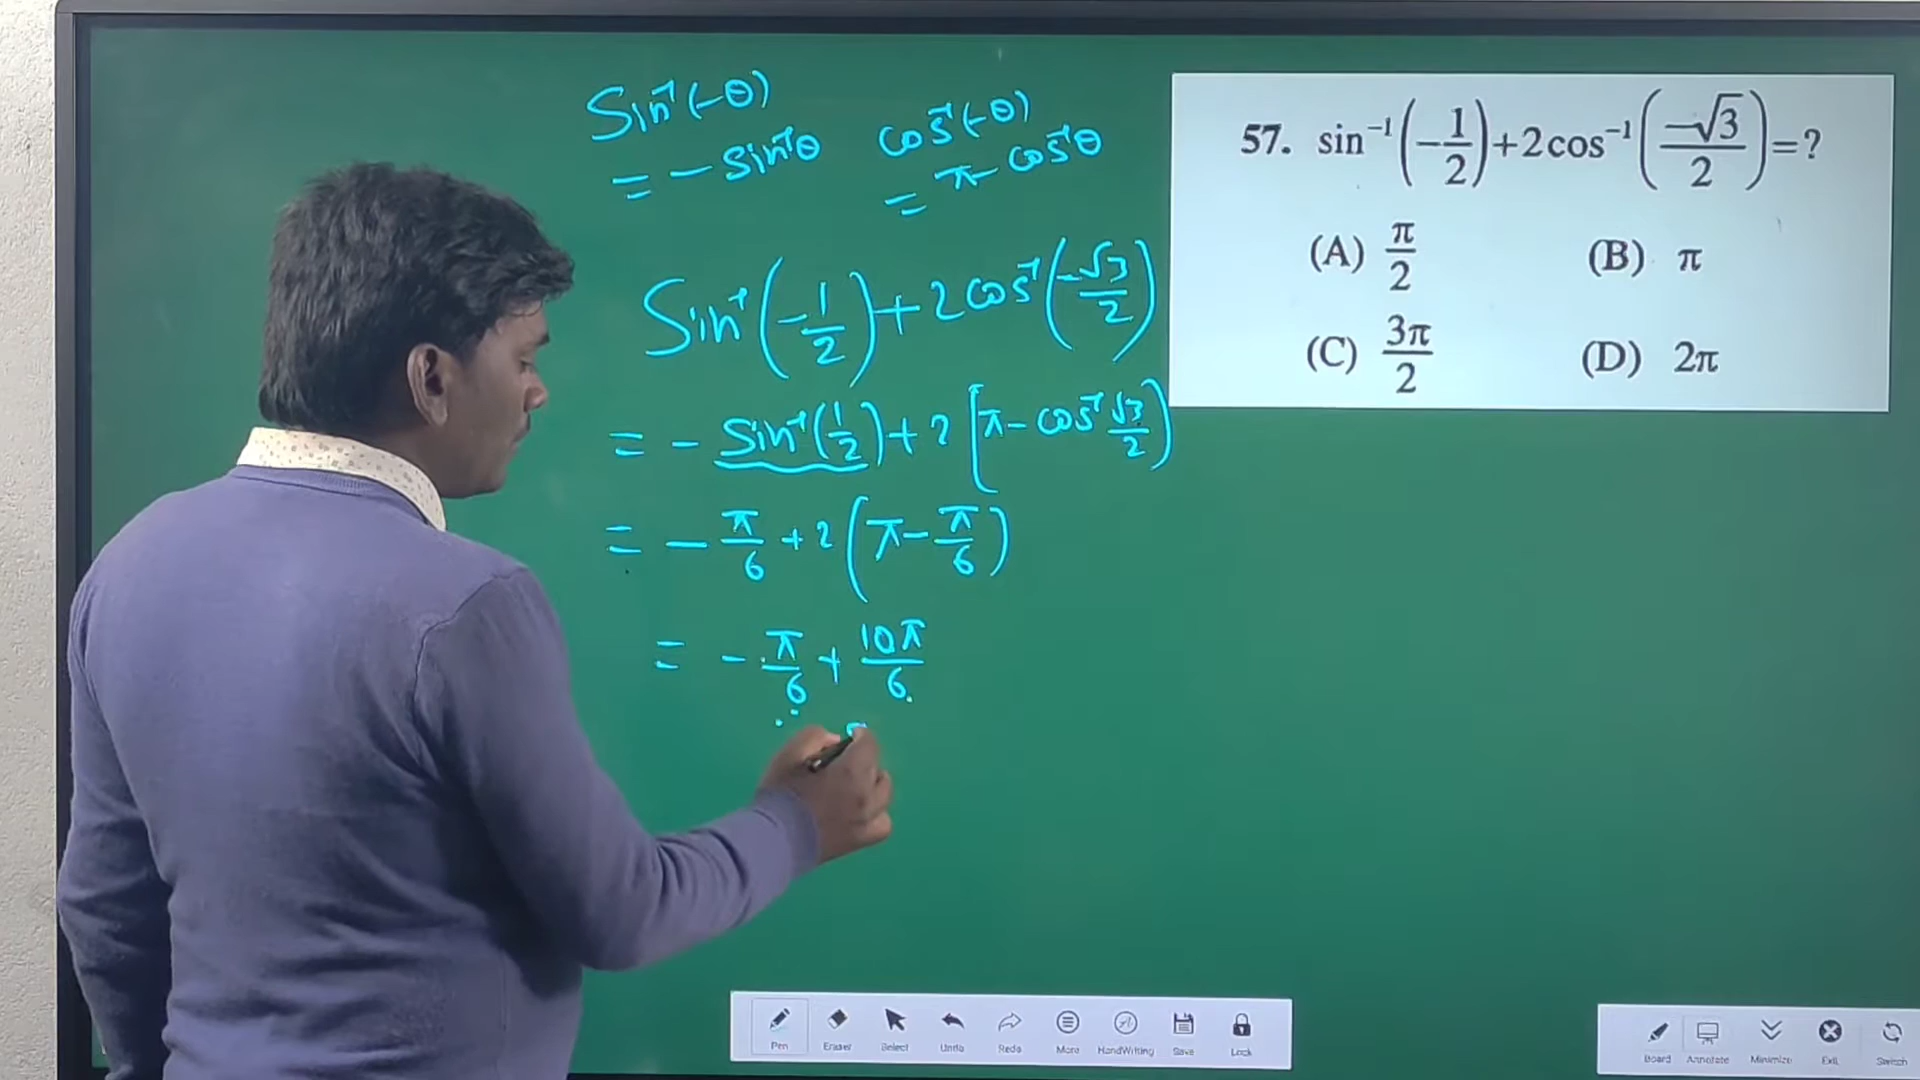 Sin⁻¹(-θ)
= - sin⁻¹θ
cos⁻¹(-θ)
= π - cos⁻¹θ
Sin⁻¹(-1/2) + 2cos⁻¹(-√3/2)
= - sin⁻¹(1/2) + 2[π - cos⁻¹ √3/2)
= - π/6 + 2(π - π/6)
= - π/6 + 10π/6
57. sin⁻¹(-1/2)+2cos⁻¹(-√3/2)=?
(A) π/2 (B) π
(C) 3π/2 (D) 2π
Pen Eraser Select Undo Redo More HandWriting Save Lock
Board Annotate Minimize Exit Switch